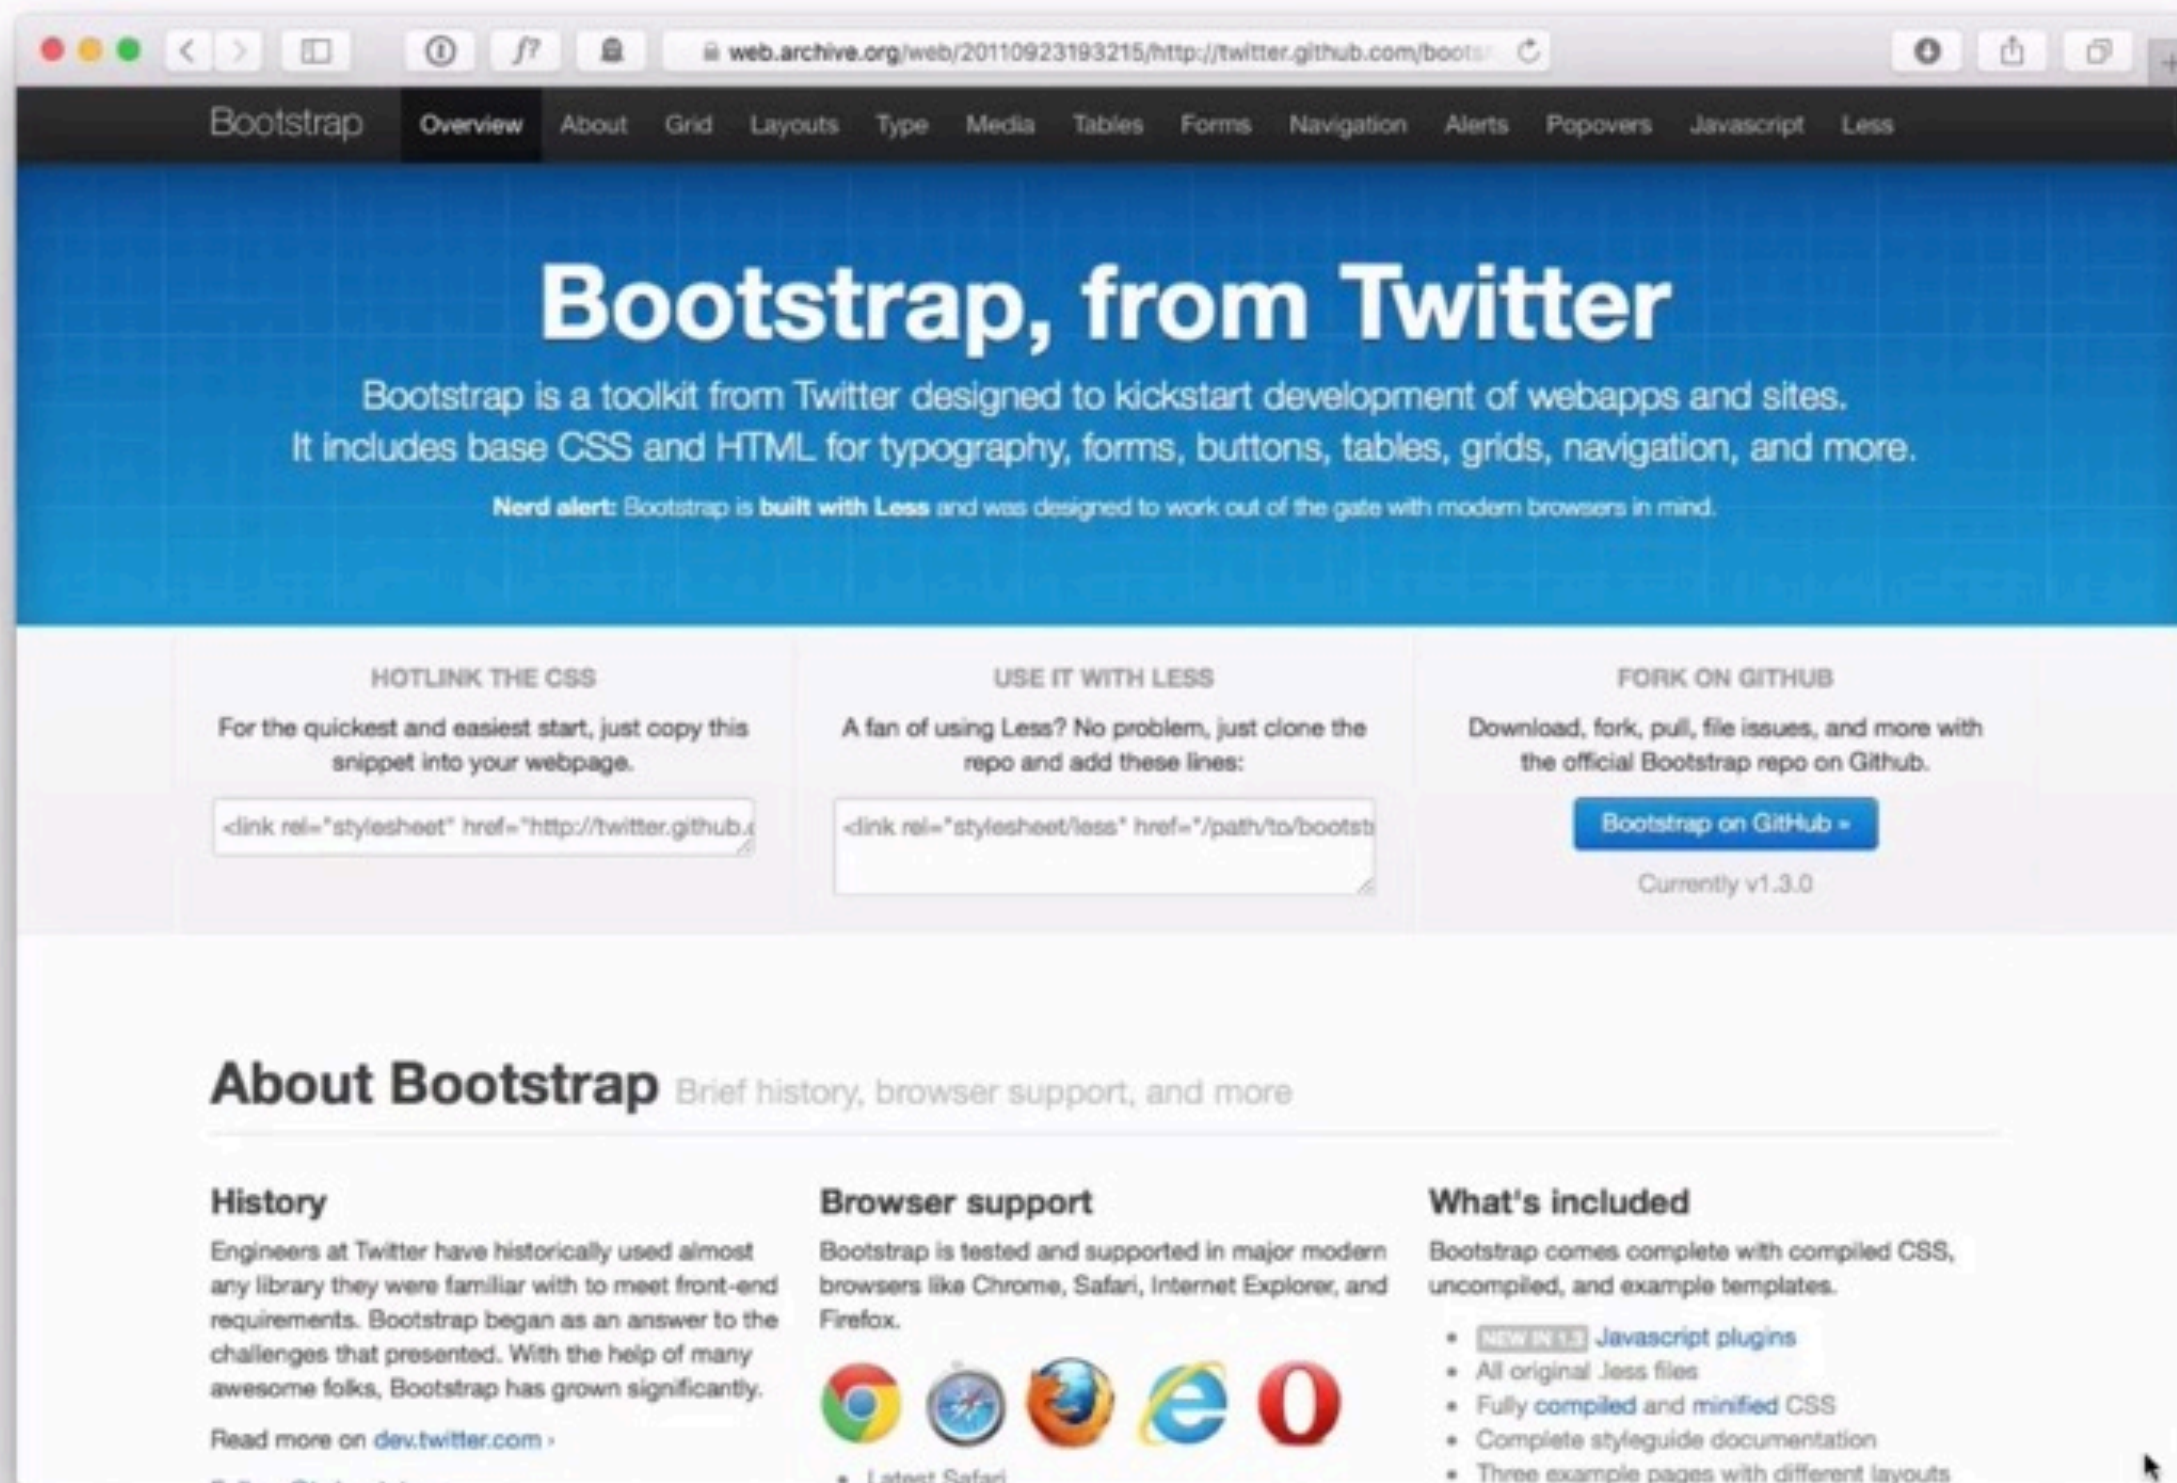 web.archive.org/web/20110923193215/http://twitter.github.com/boots
Bootstrap Overview About Grid Layouts Type Media Tables Forms Navigation Alerts Popovers Javascript Less
Bootstrap, from Twitter
Bootstrap is a toolkit from Twitter designed to kickstart development of webapps and sites.
It includes base CSS and HTML for typography, forms, buttons, tables, grids, navigation, and more.
Nerd alert: Bootstrap is built with Less and was designed to work out of the gate with modern browsers in mind.
HOTLINK THE CSS
For the quickest and easiest start, just copy this
snippet into your webpage.
<link rel="stylesheet" href="http://twitter.github.c
USE IT WITH LESS
A fan of using Less? No problem, just clone the
repo and add these lines:
<link rel="stylesheet/less" href="/path/to/bootst
FORK ON GITHUB
Download, fork, pull, file issues, and more with
the official Bootstrap repo on Github.
Bootstrap on GitHub »
Currently v1.3.0
About Bootstrap Brief history, browser support, and more
History
Engineers at Twitter have historically used almost
any library they were familiar with to meet front-end
requirements. Bootstrap began as an answer to the
challenges that presented. With the help of many
awesome folks, Bootstrap has grown significantly.
Read more on dev.twitter.com ›
Browser support
Bootstrap is tested and supported in major modern
browsers like Chrome, Safari, Internet Explorer, and
Firefox.
• Latest Safari
What's included
Bootstrap comes complete with compiled CSS,
uncompiled, and example templates.
• NEW IN 1.3 Javascript plugins
• All original .less files
• Fully compiled and minified CSS
• Complete styleguide documentation
• Three example pages with different layouts